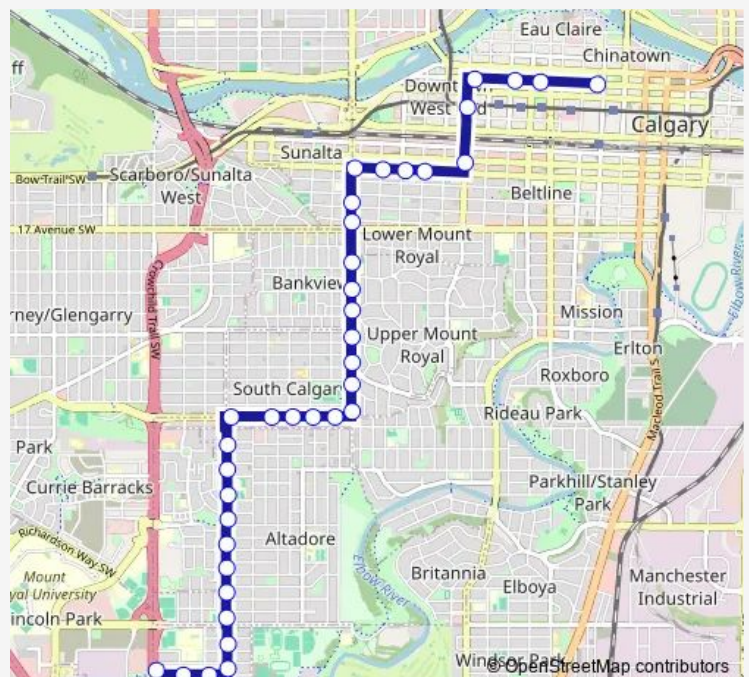 Eau Claire
Chinatown
ff
Downt
West
d
Calgary
Sunalta
Bow Trail SW
Scarboro/Sunalta
West
Beltline
17 Avenue SW
Lower Mount
Royal
Elbow River
Crowchild Trail SW
Bankview
Mission
rney/Glengarry
Upper Mount
Royal
Erlton
Roxboro
South Calgar
Rideau Park
Macleod Trail S
Park
Currie Barracks
Parkhill/Stanley
Park
Richardson Way SW
Altadore
Elbow River
Britannia
Elboya
Manchester
Industrial
Mount
yal University
incoln Park
Windsor Park
© OpenStreetMap contributors